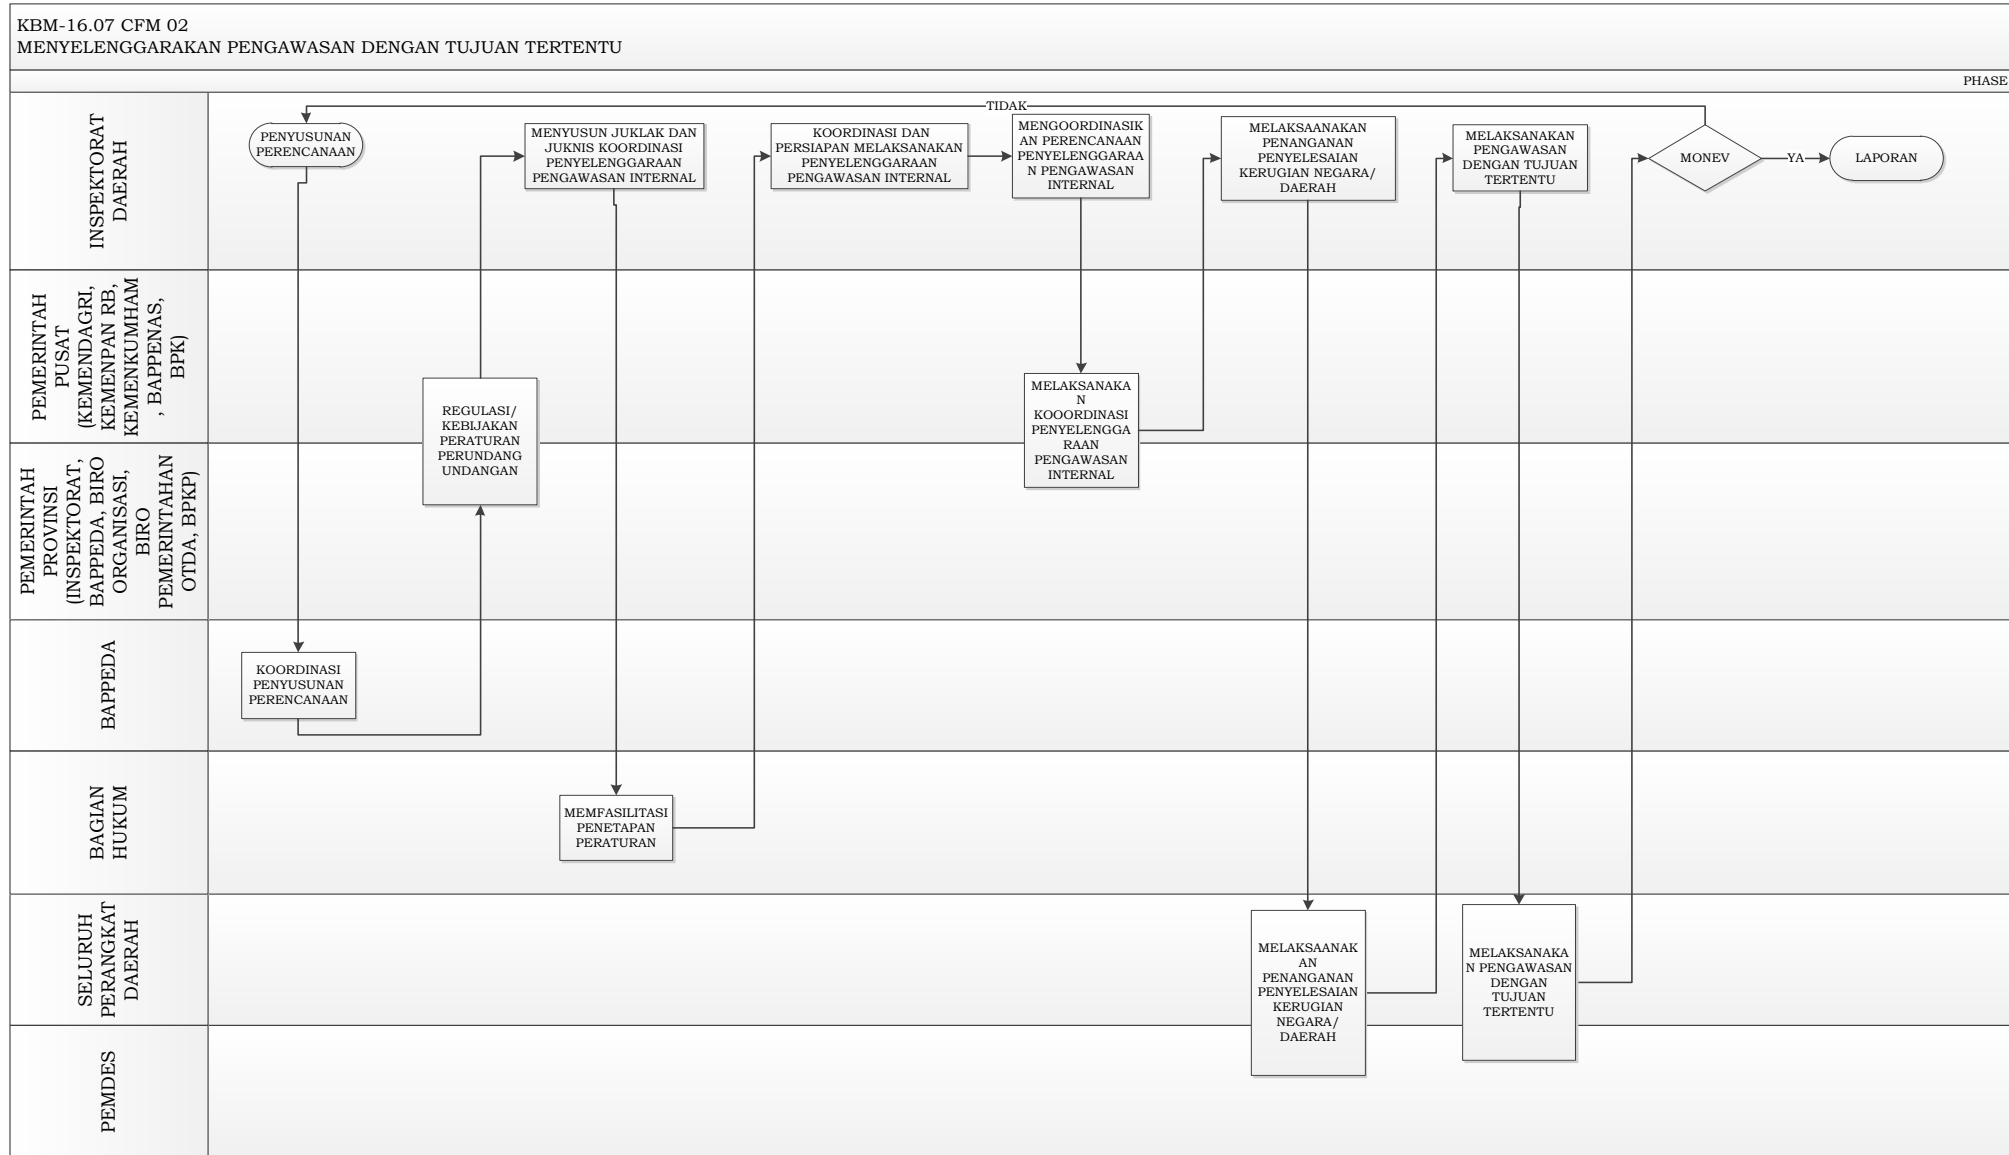 KBM-16.07 CFM 02
MENYELENGGARAKAN PENGAWASAN DENGAN TUJUAN TERTENTU
PHASE
INSPEKTORAT
DAERAH
TIDAK
PENYUSUNAN
PERENCANAAN
MENYUSUN JUKLAK DAN
JUKNIS KOORDINASI
PENYELENGGARAAN
PENGAWASAN INTERNAL
KOORDINASI DAN
PERSIAPAN MELAKSANAKAN
PENYELENGGARAAN
PENGAWASAN INTERNAL
MENGOORDINASIK
AN PERENCANAAN
PENYELENGGARAA
N PENGAWASAN
INTERNAL
MELAKSAANAKAN
PENANGANAN
PENYELESAIAN
KERUGIAN NEGARA/
DAERAH
MELAKSANAKAN
PENGAWASAN
DENGAN TUJUAN
TERTENTU
MONEV
YA
LAPORAN
PEMERINTAH
PUSAT
(KEMENDAGRI,
KEMENPAN RB,
KEMENKUMHAM
, BAPPENAS,
BPK)
REGULASI/
KEBIJAKAN
PERATURAN
PERUNDANG
UNDANGAN
MELAKSANAKA
N
KOOORDINASI
PENYELENGGA
RAAN
PENGAWASAN
INTERNAL
PEMERINTAH
PROVINSI
(INSPEKTORAT,
BAPPEDA, BIRO
ORGANISASI,
BIRO
PEMERINTAHAN
OTDA, BPKP)
BAPPEDA
KOORDINASI
PENYUSUNAN
PERENCANAAN
BAGIAN
HUKUM
MEMFASILITASI
PENETAPAN
PERATURAN
SELURUH
PERANGKAT
DAERAH
MELAKSAANAK
AN
PENANGANAN
PENYELESAIAN
KERUGIAN
NEGARA/
DAERAH
MELAKSANAKA
N PENGAWASAN
DENGAN
TUJUAN
TERTENTU
PEMDES